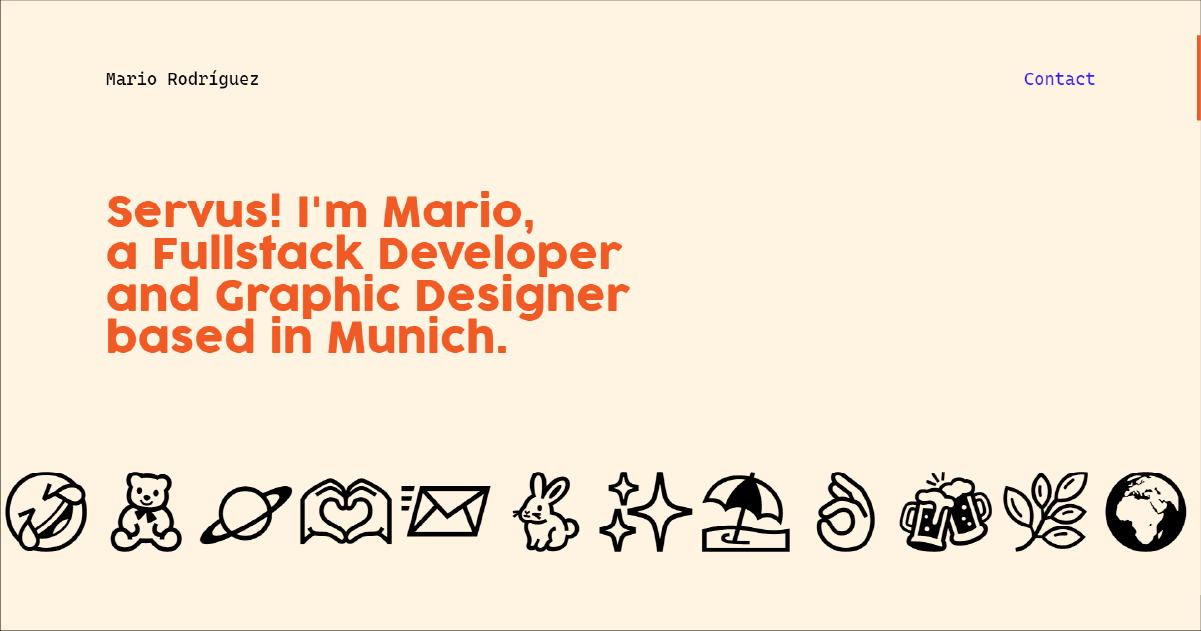 Mario Rodríguez
Contact
Servus! I'm Mario,
a Fullstack Developer
and Graphic Designer
based in Munich.